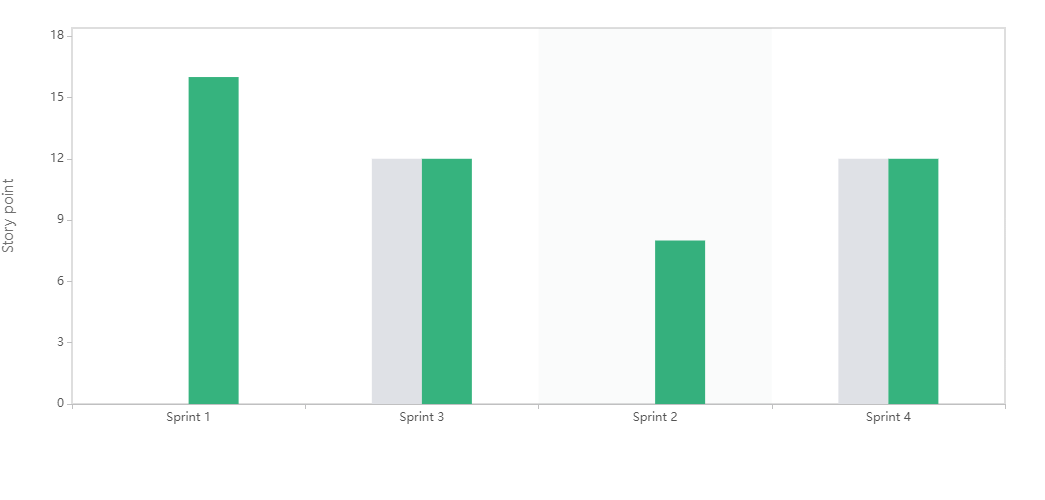 Story point
18
15
12
9
6
3
0
Sprint 1
Sprint 3
Sprint 2
Sprint 4